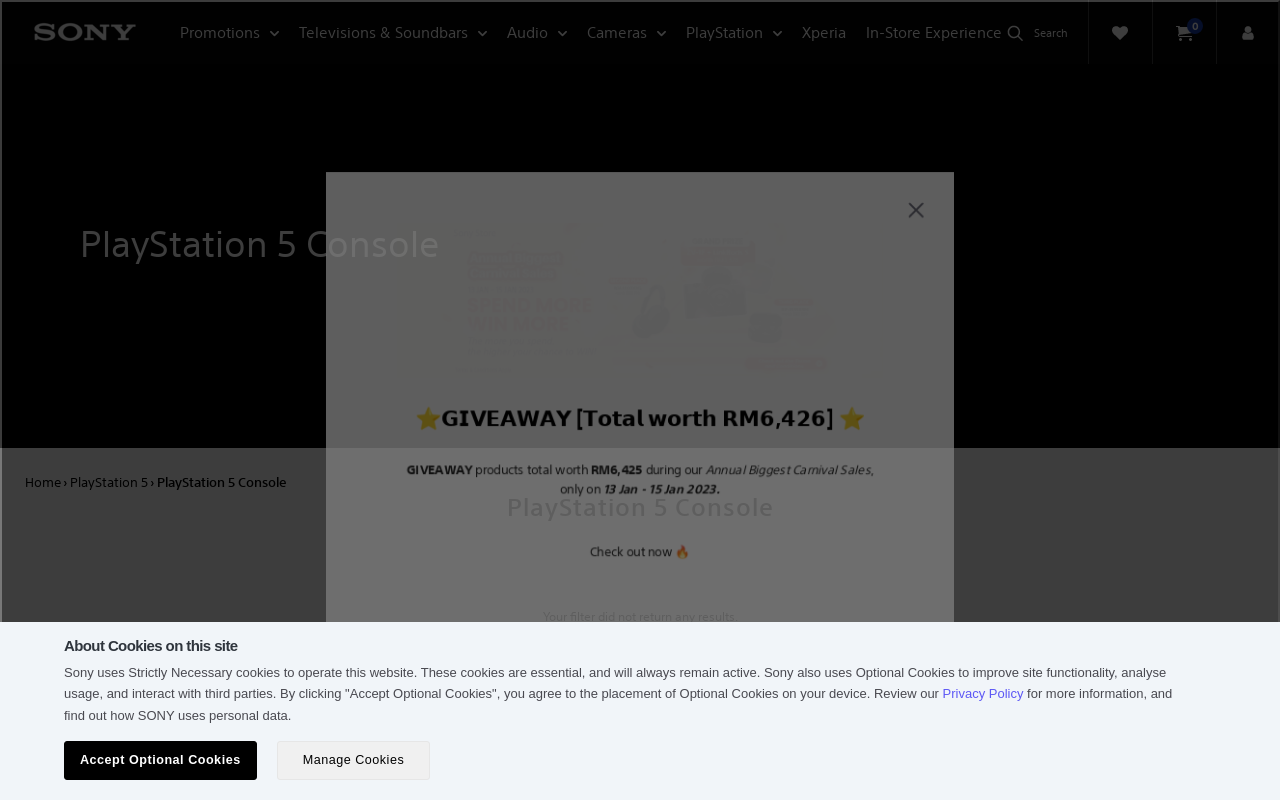 SONY
Promotions
Televisions & Soundbars
Audio
Cameras
PlayStation
Xperia
In-Store Experience
Search
0
PlayStation 5 Console
⭐GIVEAWAY [Total worth RM6,426] ⭐
Home › PlayStation 5 › PlayStation 5 Console
GIVEAWAY products total worth RM6,425 during our Annual Biggest Carnival Sales,
only on 13 Jan - 15 Jan 2023.
PlayStation 5 Console
Check out now 🔥
Your filter did not return any results.
About Cookies on this site
Sony uses Strictly Necessary cookies to operate this website. These cookies are essential, and will always remain active. Sony also uses Optional Cookies to improve site functionality, analyse
usage, and interact with third parties. By clicking "Accept Optional Cookies", you agree to the placement of Optional Cookies on your device. Review our Privacy Policy for more information, and
find out how SONY uses personal data.
Accept Optional Cookies
Manage Cookies